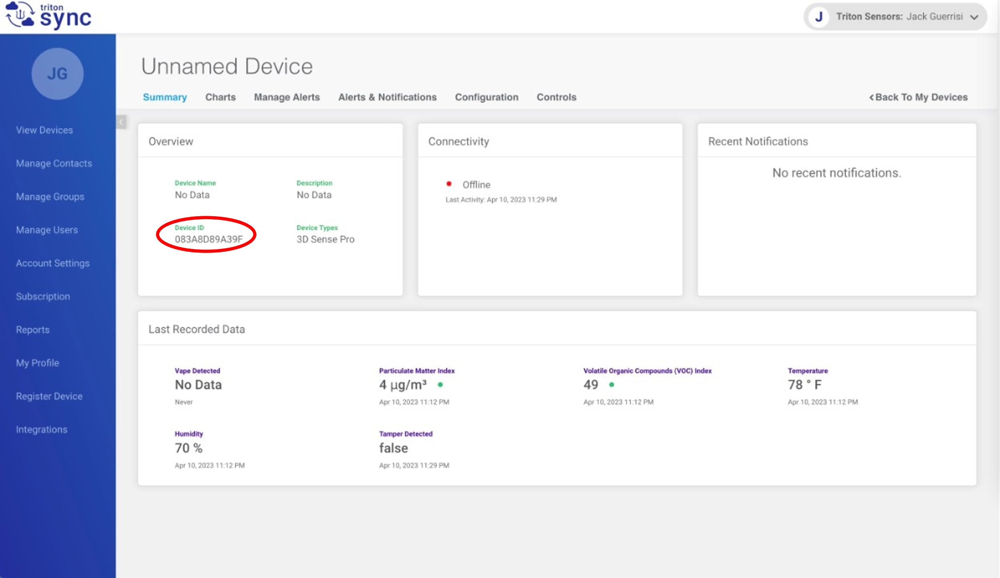 triton
sync
J Triton Sensors: Jack Guerrisi
JG
View Devices
Manage Contacts
Manage Groups
Manage Users
Account Settings
Subscription
Reports
My Profile
Register Device
Integrations
Unnamed Device
Summary Charts Manage Alerts Alerts & Notifications Configuration Controls <Back To My Devices
Overview
Device Name
No Data
Description
No Data
Device ID
083A8D89A39F
Device Types
3D Sense Pro
Connectivity
Offline
Last Activity: Apr 10, 2023 11:29 PM
Recent Notifications
No recent notifications.
Last Recorded Data
Vape Detected
No Data
Never
Particulate Matter Index
4 µg/m³
Apr 10, 2023 11:12 PM
Volatile Organic Compounds (VOC) Index
49
Apr 10, 2023 11:12 PM
Temperature
78 ° F
Apr 10, 2023 11:12 PM
Humidity
70 %
Apr 10, 2023 11:12 PM
Tamper Detected
false
Apr 10, 2023 11:29 PM